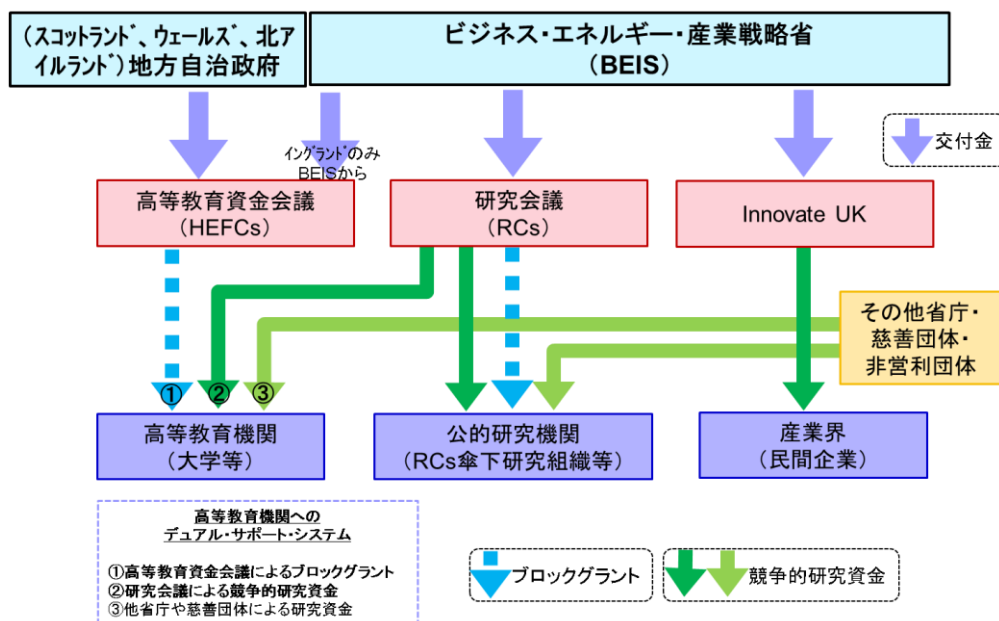 (スコットランド、ウェールズ、北ア
イルランド)地方自治政府
ビジネス・エネルギー・産業戦略省
(BEIS)
イングランドのみ
BEISから
交付金
高等教育資金会議
(HEFCs)
研究会議
(RCs)
Innovate UK
その他省庁・
慈善団体・
非営利団体
①
②
③
高等教育機関
(大学等)
公的研究機関
(RCs傘下研究組織等)
産業界
(民間企業)
高等教育機関への
デュアル・サポート・システム
①高等教育資金会議によるブロックグラント
②研究会議による競争的研究資金
③他省庁や慈善団体による研究資金
ブロックグラント
競争的研究資金